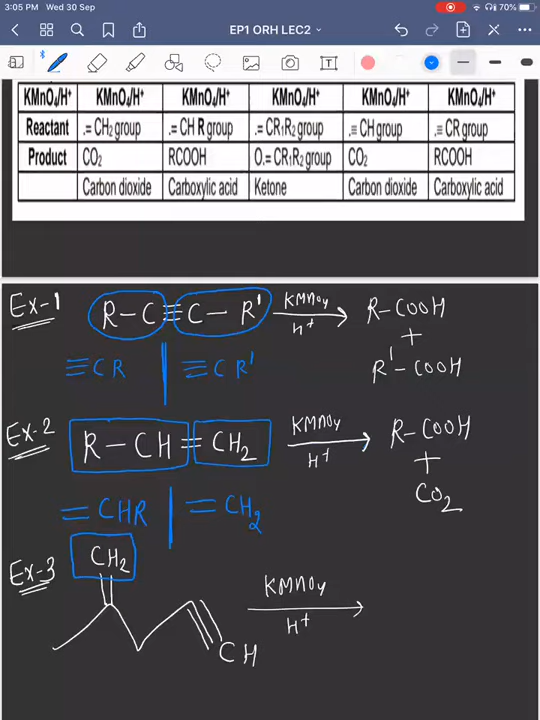 3:05 PM Wed 30 Sep 70%
EP1 ORH LEC2
KMnO₄/H⁺ KMnO₄/H⁺ KMnO₄/H⁺ KMnO₄/H⁺ KMnO₄/H⁺ KMnO₄/H⁺
Reactant .=CH₂ group .=CH R group .=CR₁R₂ group .≡ CH group .≡ CR group
Product CO₂ RCOOH O.=CR₁R₂ group CO₂ RCOOH
Carbon dioxide Carboxylic acid Ketone Carbon dioxide Carboxylic acid
Ex-1 R-C≡C-R' KMnO₄ H⁺ R-COOH
+
≡CR ≡CR' R'-COOH
Ex-2 R-CH=CH₂ KMnO₄ H⁺ R-COOH
+
=CHR =CH₂ CO₂
Ex-3 CH₂ KMnO₄ H⁺
CH